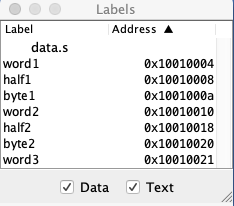 Labels
Label Address ▲
data.s
word1 0x10010004
half1 0x10010008
byte1 0x1001000a
word2 0x10010010
half2 0x10010018
byte2 0x10010020
word3 0x10010021
Data Text